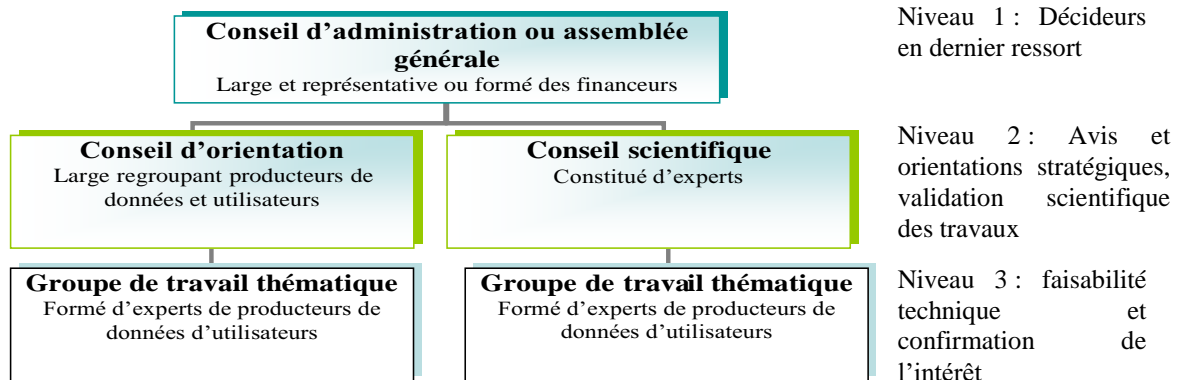 Conseil d'administration ou assemblée
générale
Large et représentative ou formé des financeurs
Niveau 1 : Décideurs
en dernier ressort
Conseil d'orientation
Large regroupant producteurs de
données et utilisateurs
Conseil scientifique
Constitué d'experts
Niveau 2 : Avis et
orientations stratégiques,
validation scientifique
des travaux
Groupe de travail thématique
Formé d'experts de producteurs de
données d'utilisateurs
Groupe de travail thématique
Formé d'experts de producteurs de
données d'utilisateurs
Niveau 3 : faisabilité
technique et
confirmation de
l'intérêt